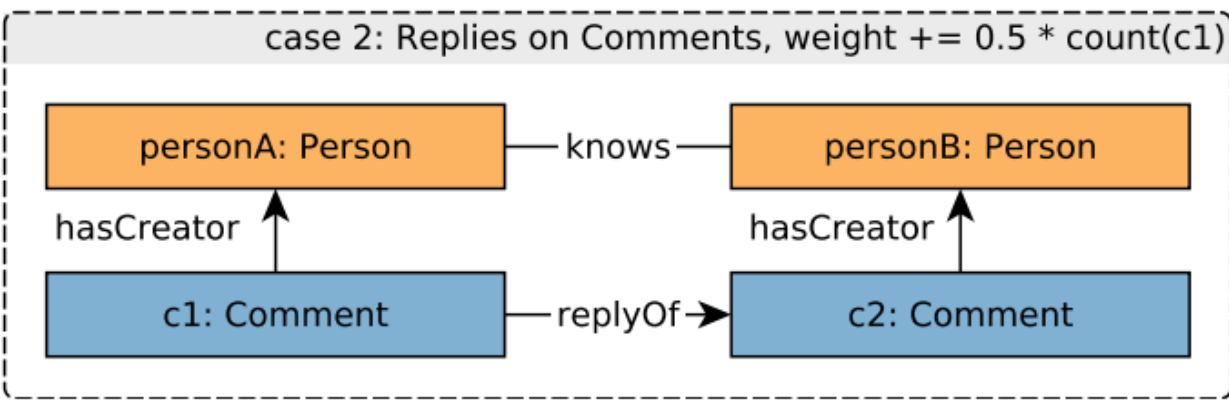 case 2: Replies on Comments, weight += 0.5 * count(c1)
personA: Person
knows
personB: Person
hasCreator
hasCreator
c1: Comment
replyOf
c2: Comment